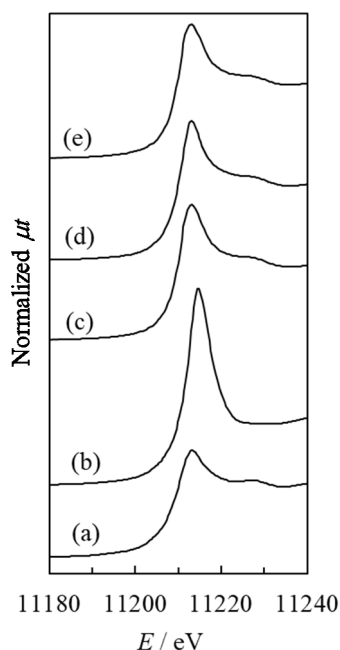 (e)
(d)
(c)
(b)
(a)
Normalized μt
11180 11200 11220 11240
E / eV